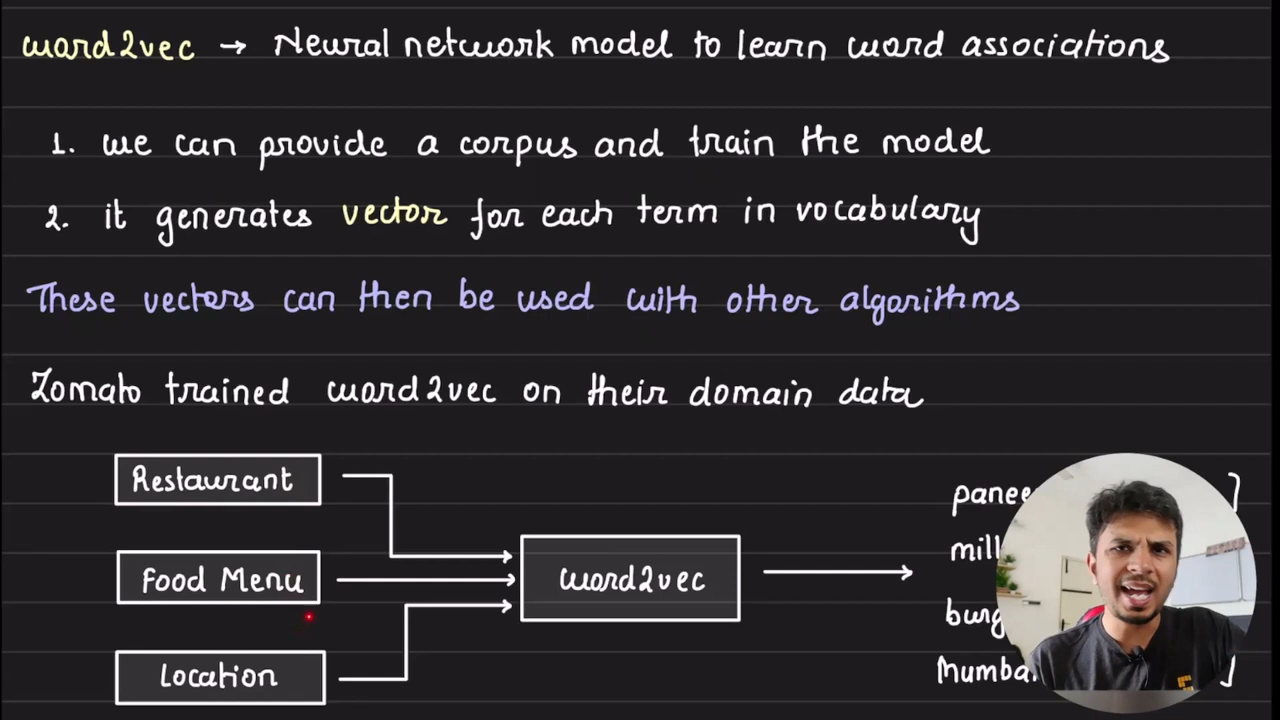 word2vec → Neural network model to learn word associations
1. we can provide a corpus and train the model
2. it generates vector for each term in vocabulary
These vectors can then be used with other algorithms
Zomato trained word2vec on their domain data
Restaurant
Food Menu
Location
word2vec
]
]